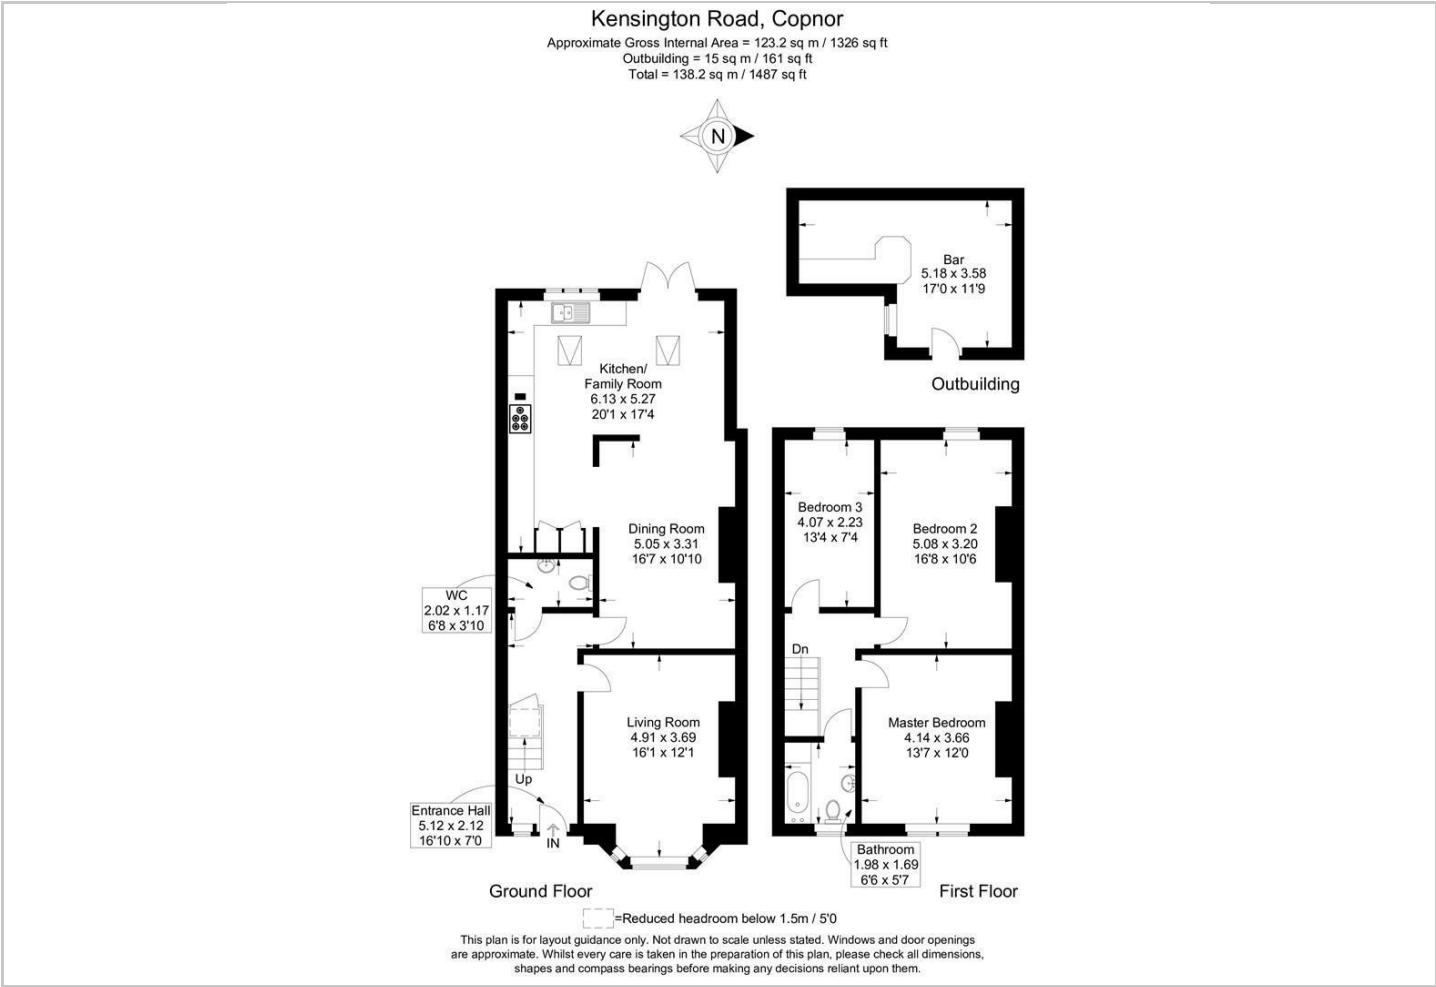 Kensington Road, Copnor
Approximate Gross Internal Area = 123.2 sq m / 1326 sq ft
Outbuilding = 15 sq m / 161 sq ft
Total = 138.2 sq m / 1487 sq ft
N
Bar
5.18 x 3.58
17'0 x 11'9
Outbuilding
Kitchen/
Family Room
6.13 x 5.27
20'1 x 17'4
Dining Room
5.05 x 3.31
16'7 x 10'10
WC
2.02 x 1.17
6'8 x 3'10
Living Room
4.91 x 3.69
16'1 x 12'1
Up
Entrance Hall
5.12 x 2.12
16'10 x 7'0
IN
Ground Floor
Bedroom 3
4.07 x 2.23
13'4 x 7'4
Bedroom 2
5.08 x 3.20
16'8 x 10'6
Dn
Master Bedroom
4.14 x 3.66
13'7 x 12'0
Bathroom
1.98 x 1.69
6'6 x 5'7
First Floor
=Reduced headroom below 1.5m / 5'0
This plan is for layout guidance only. Not drawn to scale unless stated. Windows and door openings
are approximate. Whilst every care is taken in the preparation of this plan, please check all dimensions,
shapes and compass bearings before making any decisions reliant upon them.